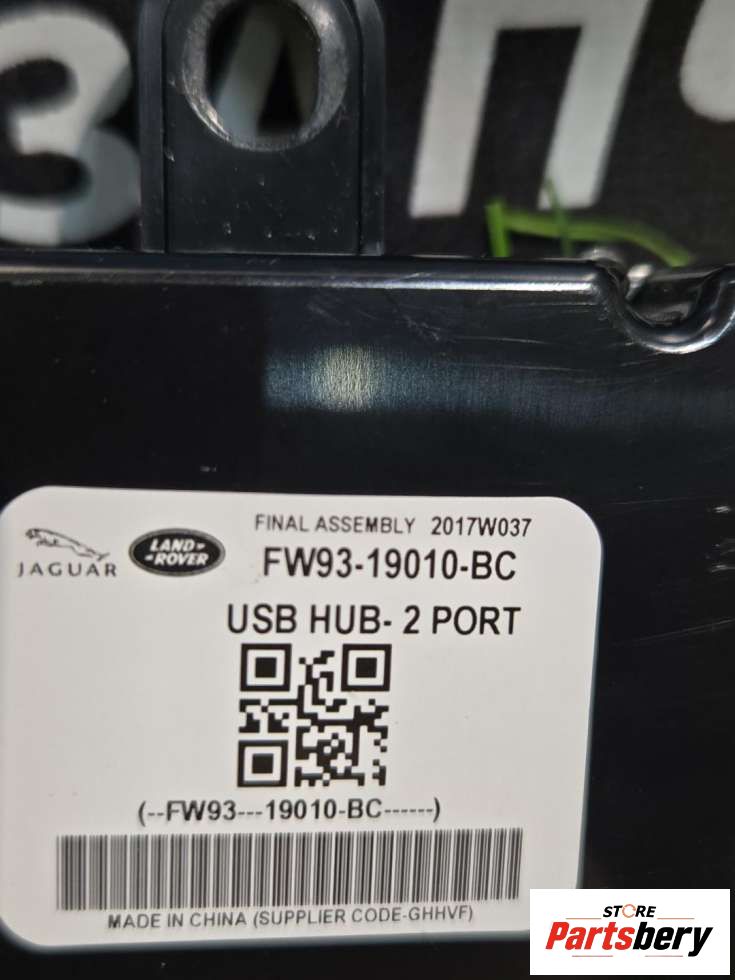 ЗАПЧ
FINAL ASSEMBLY 2017W037
JAGUAR
LAND-
-ROVER
FW93-19010-BC
USB HUB- 2 PORT
(--FW93---19010-BC------)
MADE IN CHINA (SUPPLIER CODE-GHHVF)
STORE
Partsbery